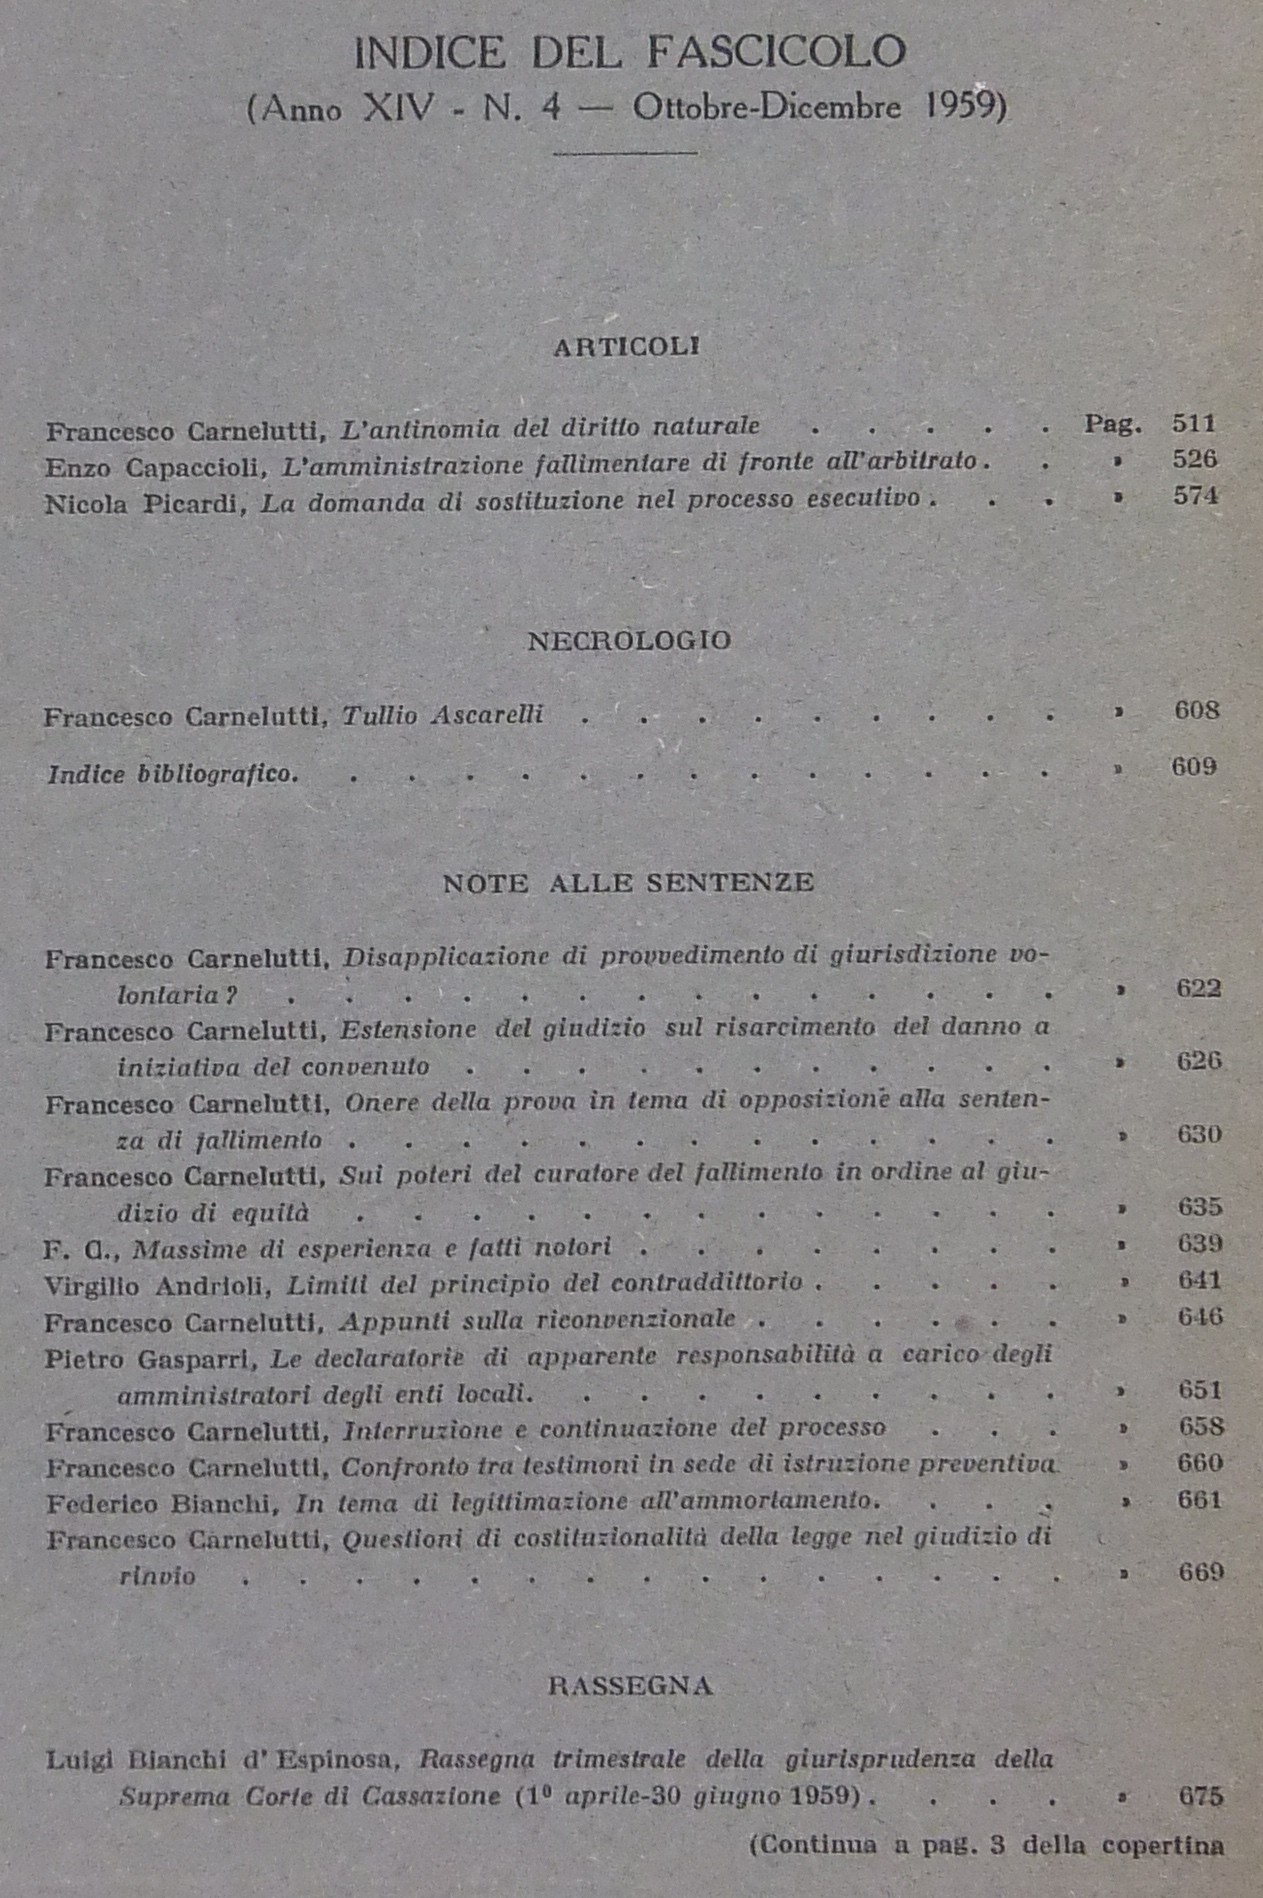 INDICE DEL FASCICOLO
(Anno XIV - N. 4 — Ottobre-Dicembre 1959)
ARTICOLI
Francesco Carnelutti, L'antinomia del diritto naturale . . . . . Pag. 511
Enzo Capaccioli, L'amministrazione fallimentare di fronte all'arbitrato . . » 526
Nicola Picardi, La domanda di sostituzione nel processo esecutivo . . . » 574
NECROLOGIO
Francesco Carnelutti, Tullio Ascarelli . . . . . . . . . » 608
Indice bibliografico. . . . . . . . . . . . . . » 609
NOTE ALLE SENTENZE
Francesco Carnelutti, Disapplicazione di provvedimento di giurisdizione vo-
lontaria ? . . . . . . . . . . . . . . » 622
Francesco Carnelutti, Estensione del giudizio sul risarcimento del danno a
iniziativa del convenuto . . . . . . . . . . . » 626
Francesco Carnelutti, Onere della prova in tema di opposizione alla senten-
za di fallimento . . . . . . . . . . . . . » 630
Francesco Carnelutti, Sui poteri del curatore del fallimento in ordine al giu-
dizio di equità . . . . . . . . . . . . . » 635
F. C., Massime di esperienza e fatti notori . . . . . . . . » 639
Virgilio Andrioli, Limiti del principio del contraddittorio . . . . . » 641
Francesco Carnelutti, Appunti sulla riconvenzionale . . . . . . » 646
Pietro Gasparri, Le declaratorie di apparente responsabilità a carico degli
amministratori degli enti locali. . . . . . . . . . » 651
Francesco Carnelutti, Interruzione e continuazione del processo . . . » 658
Francesco Carnelutti, Confronto tra testimoni in sede di istruzione preventiva » 660
Federico Bianchi, In tema di legittimazione all'ammortamento. . . . » 661
Francesco Carnelutti, Questioni di costituzionalità della legge nel giudizio di
rinvio . . . . . . . . . . . . . . . » 669
RASSEGNA
Luigi Bianchi d' Espinosa, Rassegna trimestrale della giurisprudenza della
Suprema Corte di Cassazione (1º aprile-30 giugno 1959) . . . . » 675
(Continua a pag. 3 della copertina